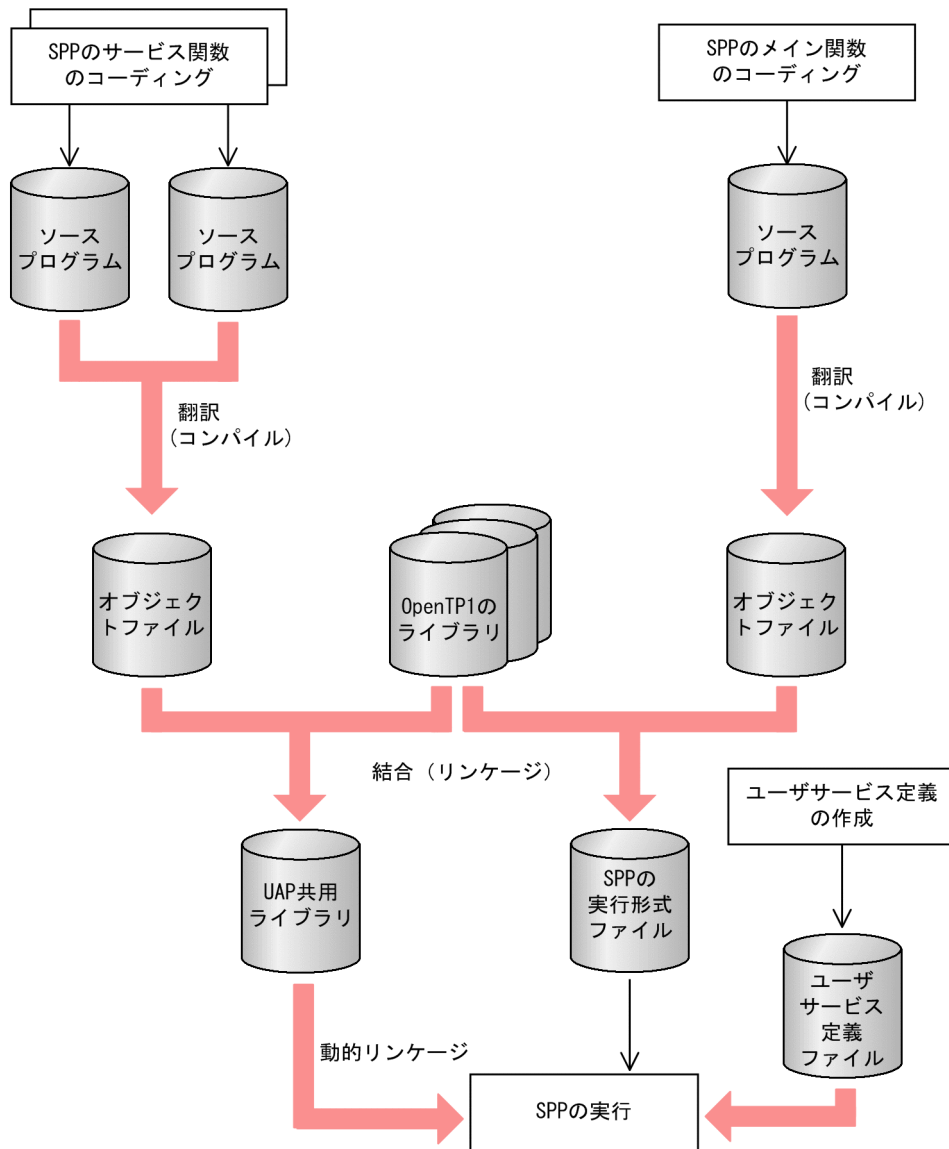 SPPのサービス関数
のコーディング
SPPのメイン関数
のコーディング
ソース
プログラム
ソース
プログラム
ソース
プログラム
翻訳
(コンパイル)
翻訳
(コンパイル)
オブジェク
トファイル
OpenTP1の
ライブラリ
オブジェク
トファイル
結合（リンケージ）
ユーザサービス定義
の作成
UAP共用
ライブラリ
SPPの
実行形式
ファイル
ユーザ
サービス
定義
ファイル
動的リンケージ
SPPの実行